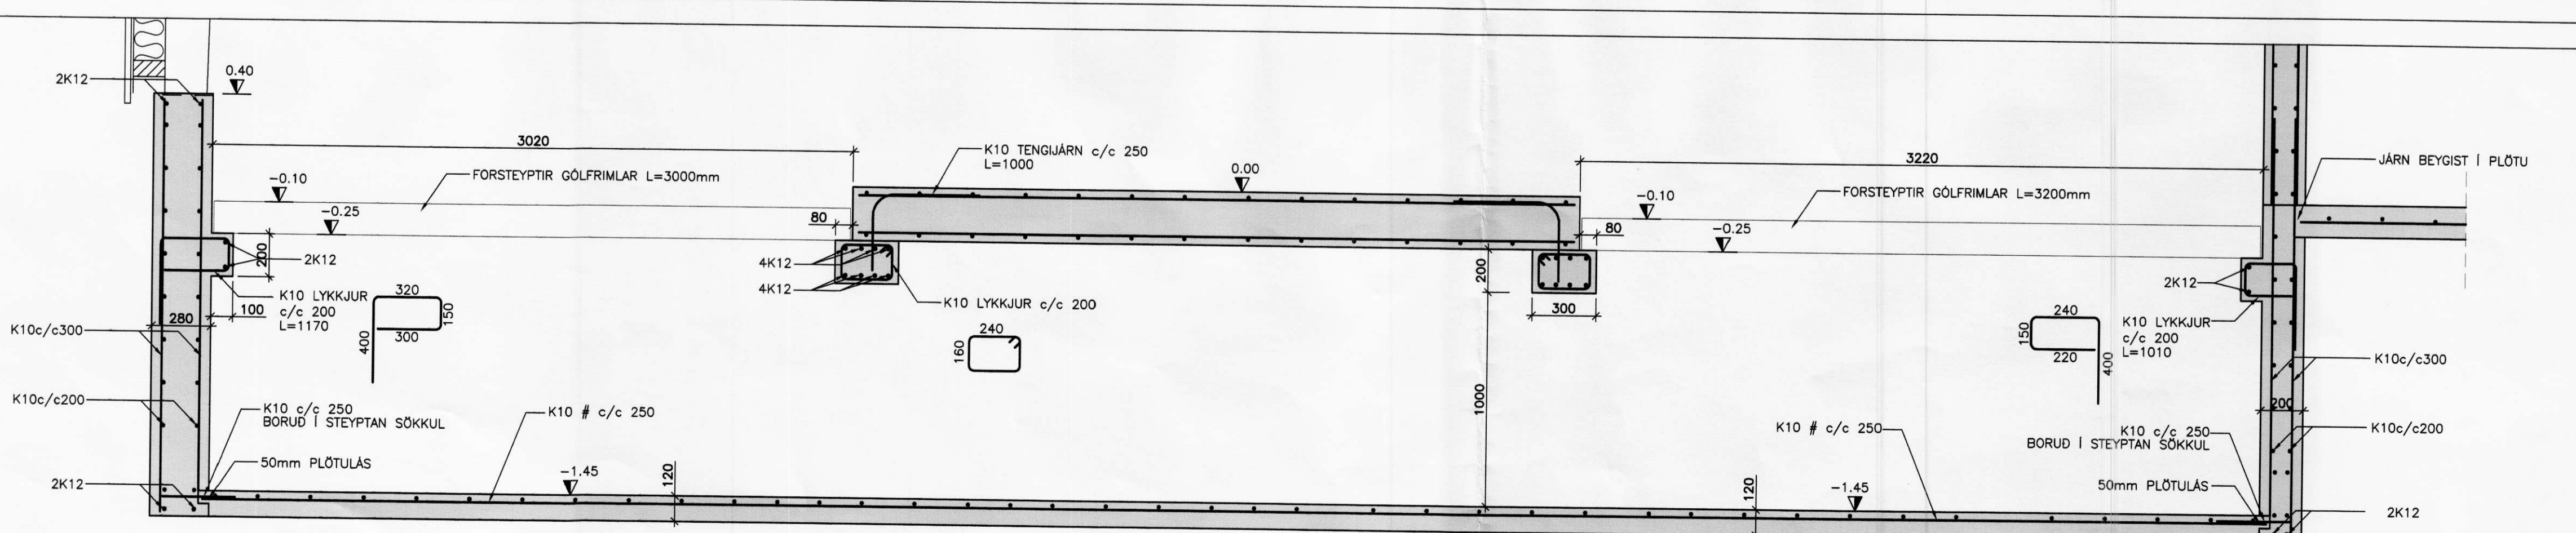 2K12
0.40
3020
K10 TENGIJÁRN c/c 250
L=1000
0.00
3220
JÁRN BEYGIST Í PLÖTU
-0.10
FORSTEYPTIR GÓLFRIMLAR L=3000mm
-0.10
FORSTEYPTIR GÓLFRIMLAR L=3200mm
-0.25
80
80
-0.25
200
2K12
4K12
4K12
200
2K12
K10 LYKKJUR
c/c 200
L=1170
100
280
320
150
300
400
K10 LYKKJUR c/c 200
240
160
300
240
150
220
400
K10 LYKKJUR
c/c 200
L=1010
K10c/c300
K10c/c300
K10c/c200
K10 c/c 250
BORUÐ Í STEYPTAN SÖKKUL
K10 # c/c 250
1000
K10 # c/c 250
200
K10 c/c 250
BORUÐ Í STEYPTAN SÖKKUL
K10c/c200
50mm PLÖTULÁS
-1.45
120
120
-1.45
50mm PLÖTULÁS
2K12
2K12